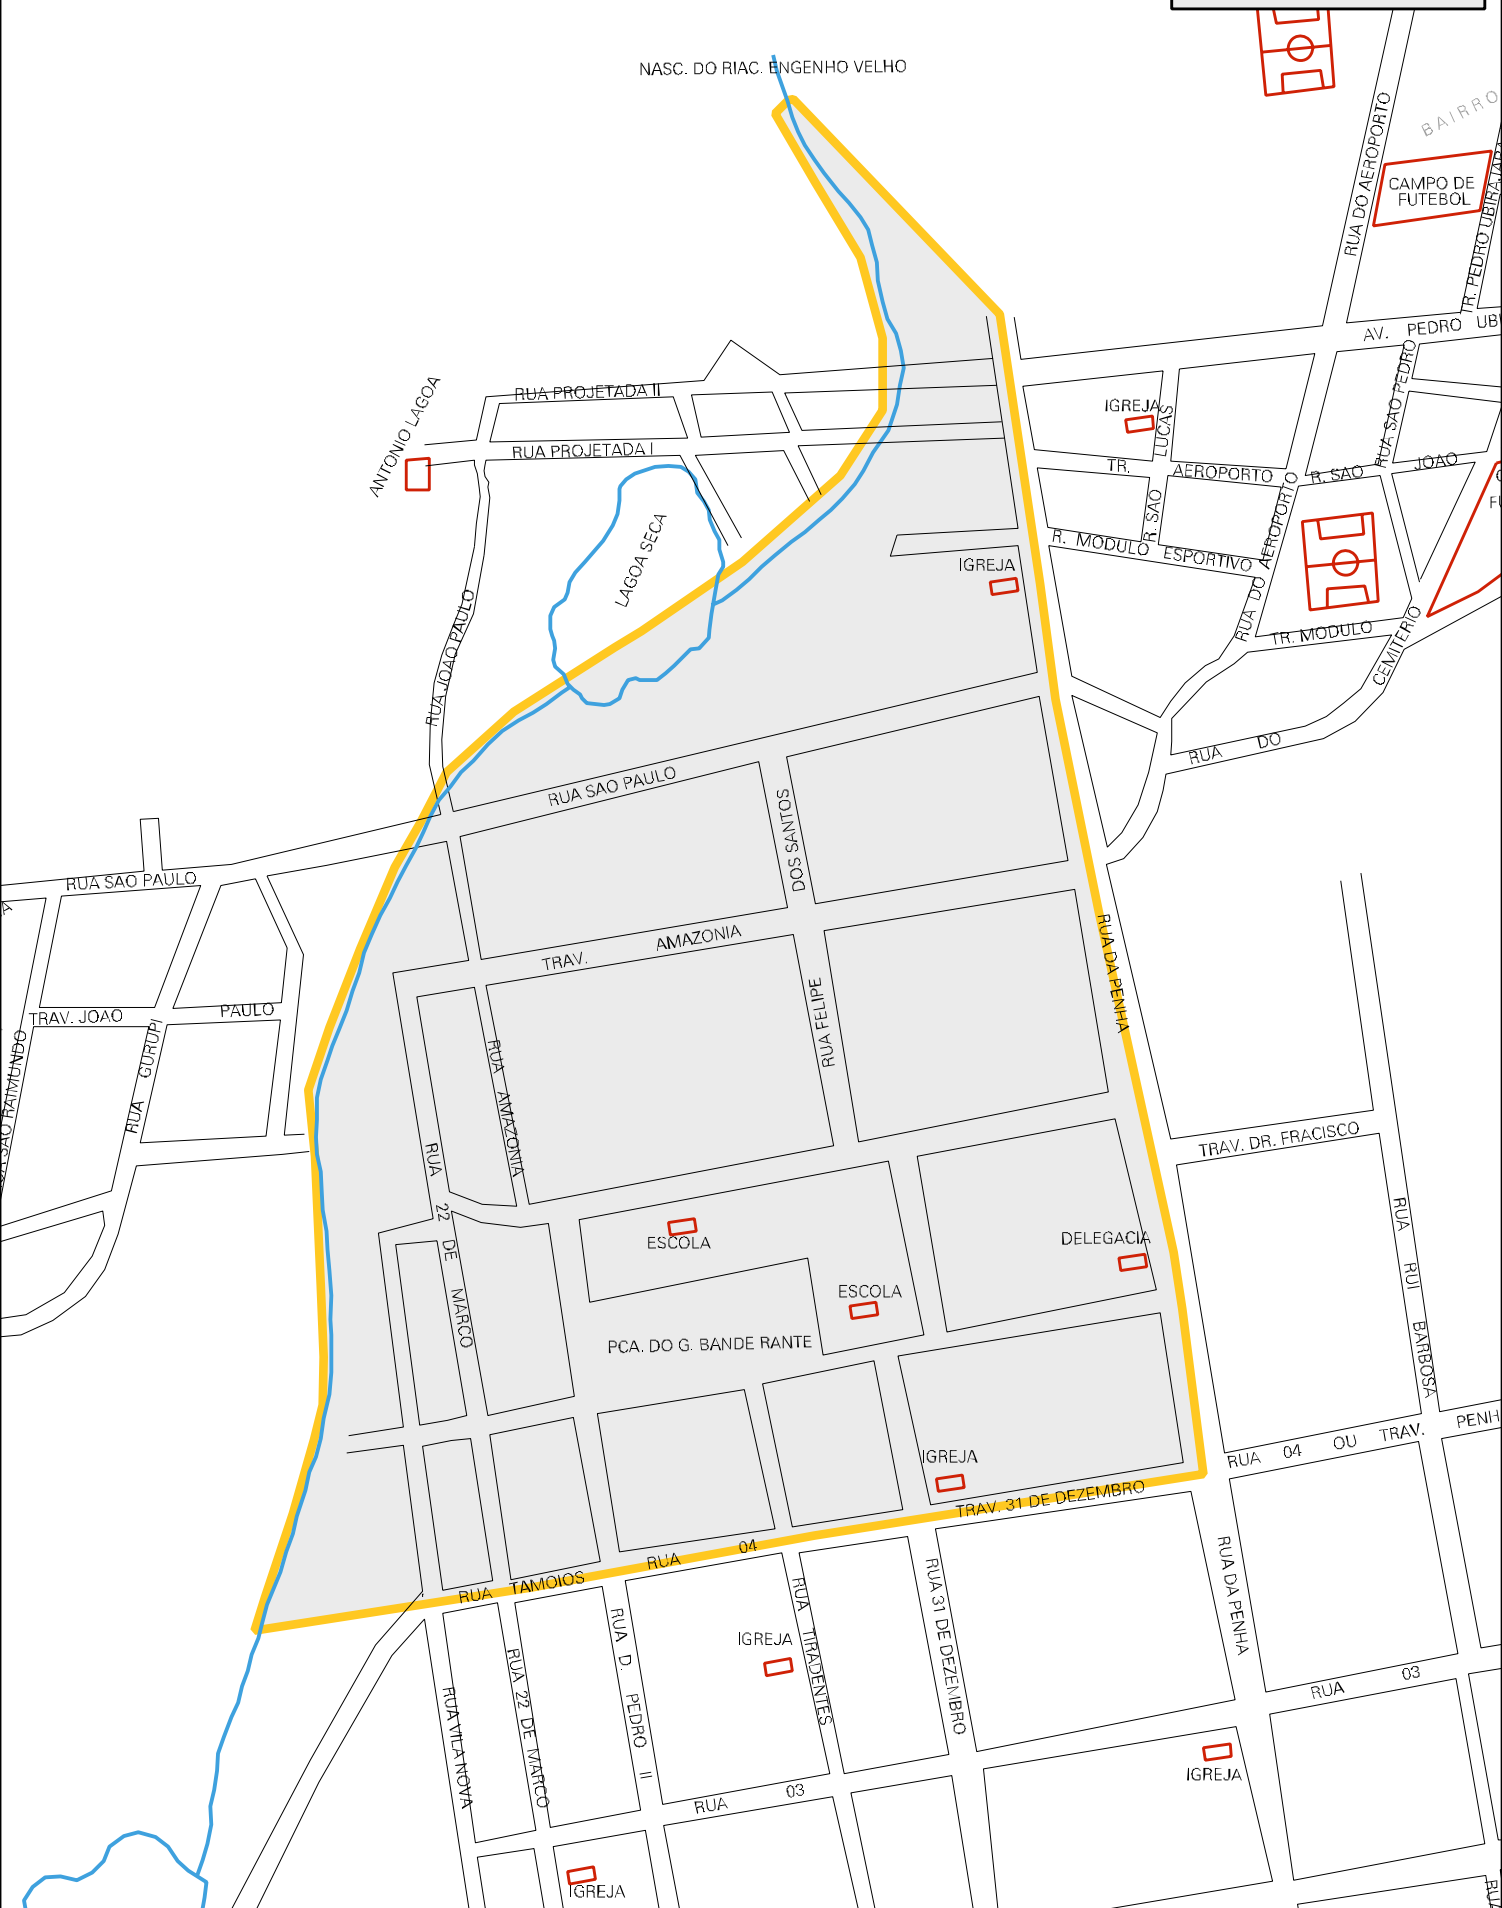 NASC. DO RIAC. ENGENHO VELHO
BAIRRO
RUA DO AEROPORTO
CAMPO DE
FUTEBOL
TR. PEDRO UBIRAJARA
AV. PEDRO UBI
RUA SAO PEDRO
ANTONIO LAGOA
RUA PROJETADA II
RUA PROJETADA I
IGREJA
R. SAO LUCAS
TR. AEROPORTO
R. SAO JOAO
R. MODULO ESPORTIVO
RUA DO AEROPORTO
LAGOA SECA
IGREJA
RUA JOAO PAULO
TR. MODULO
CEMITERIO
RUA DO
RUA SAO PAULO
DOS SANTOS
RUA SAO PAULO
TRAV. AMAZONIA
RUA DA PENHA
RUA FELIPE
TRAV. JOAO PAULO
RUA GURUPI
SAO RAIMUNDO
RUA AMAZONIA
TRAV. DR. FRACISCO
RUA 22 DE MARCO
ESCOLA
DELEGACIA
ESCOLA
RUA RUI BARBOSA
PCA. DO G. BANDE RANTE
IGREJA
RUA 04 OU TRAV. PENH
TRAV. 31 DE DEZEMBRO
RUA 04
RUA TAMOIOS
RUA DA PENHA
RUA 31 DE DEZEMBRO
RUA TIRADENTES
RUA D. PEDRO II
IGREJA
RUA 22 DE MARCO
RUA VILA NOVA
RUA 03
RUA 03
IGREJA
IGREJA
RUA